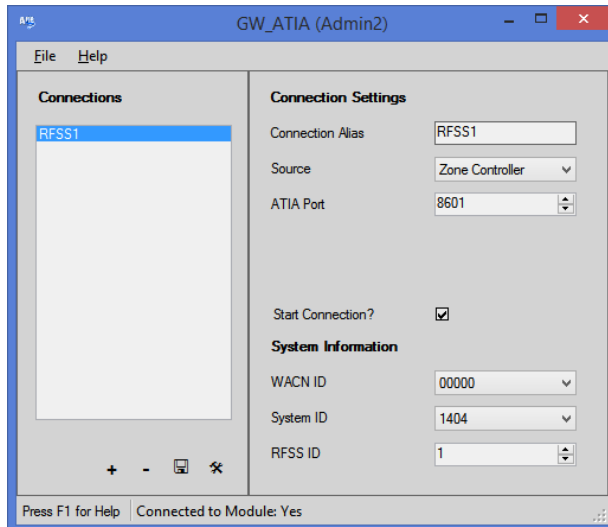 GW_ATIA (Admin2)
File Help
Connections
RFSS1
+ -
Connection Settings
Connection Alias RFSS1
Source Zone Controller
ATIA Port 8601
Start Connection?
System Information
WACN ID 00000
System ID 1404
RFSS ID 1
Press F1 for Help Connected to Module: Yes